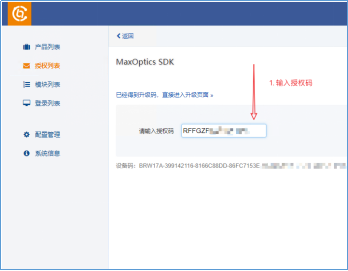 返回
产品列表
授权列表
模块列表
登录列表
配置管理
系统信息
MaxOptics SDK
已经得到升级码，直接进入升级页面 »
1.输入授权码
请输入授权码
RFFGZF
设备码: BRW17A-399142116-8166C88DD-86FC7153E